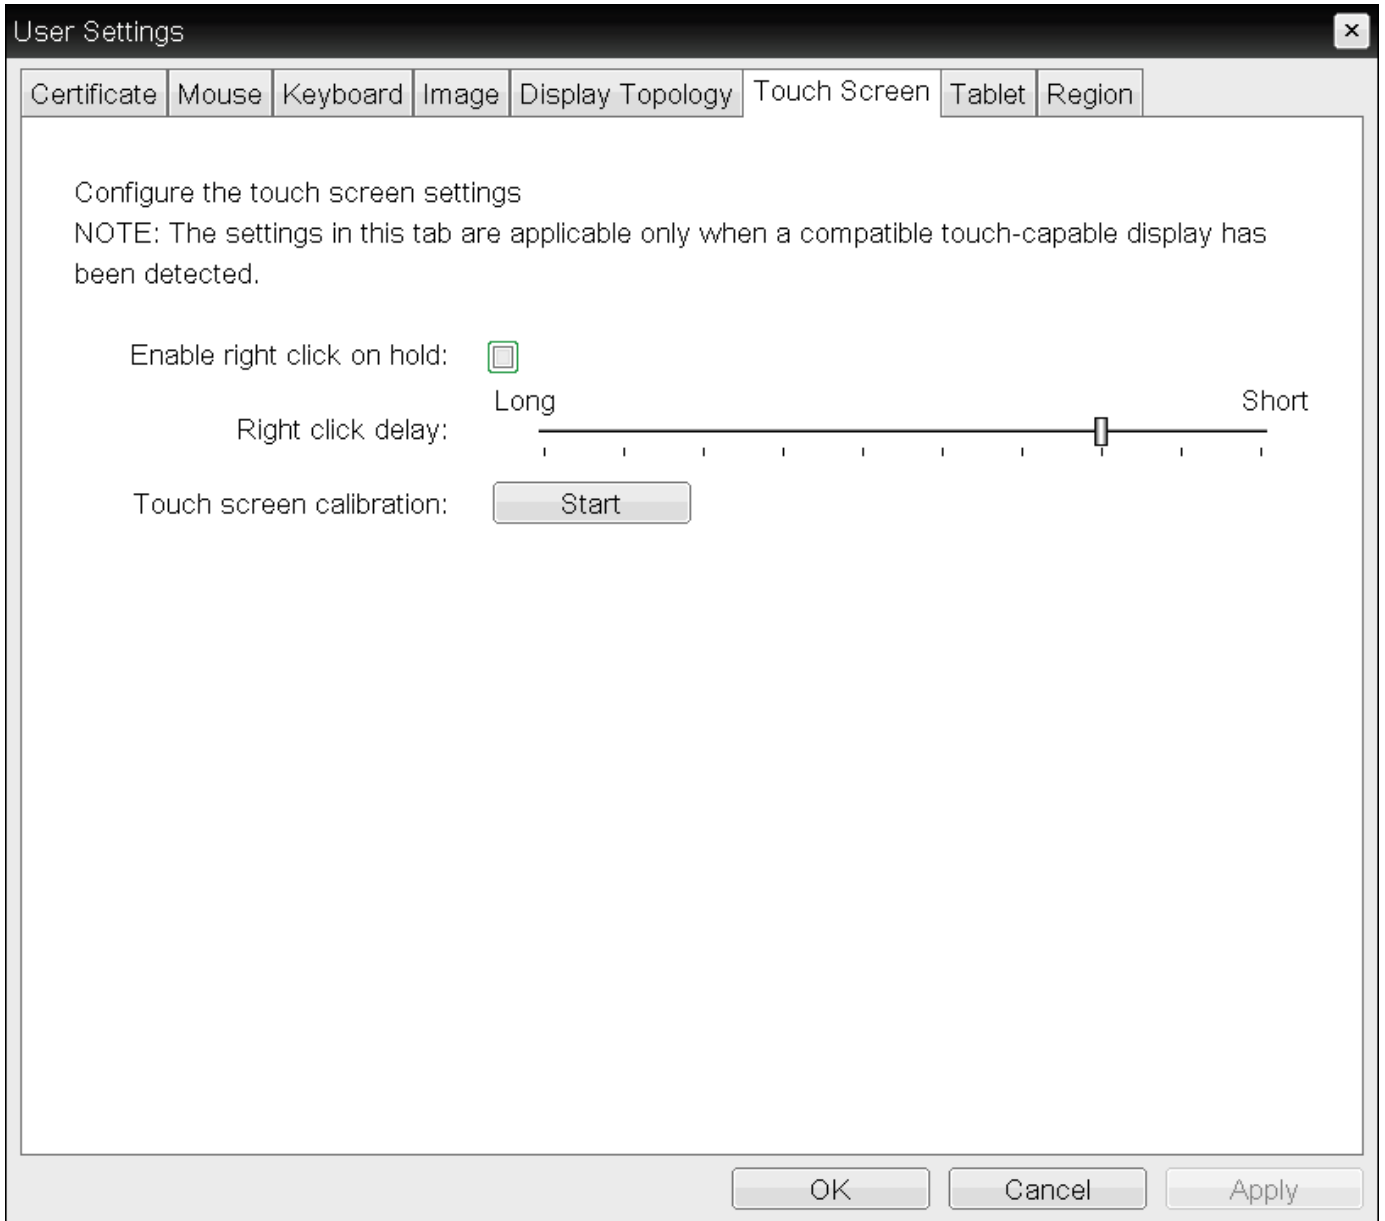 User Settings
Certificate Mouse Keyboard Image Display Topology Touch Screen Tablet Region
Configure the touch screen settings
NOTE: The settings in this tab are applicable only when a compatible touch-capable display has
been detected.
Enable right click on hold:
Long Short
Right click delay:
Touch screen calibration: Start
OK Cancel Apply